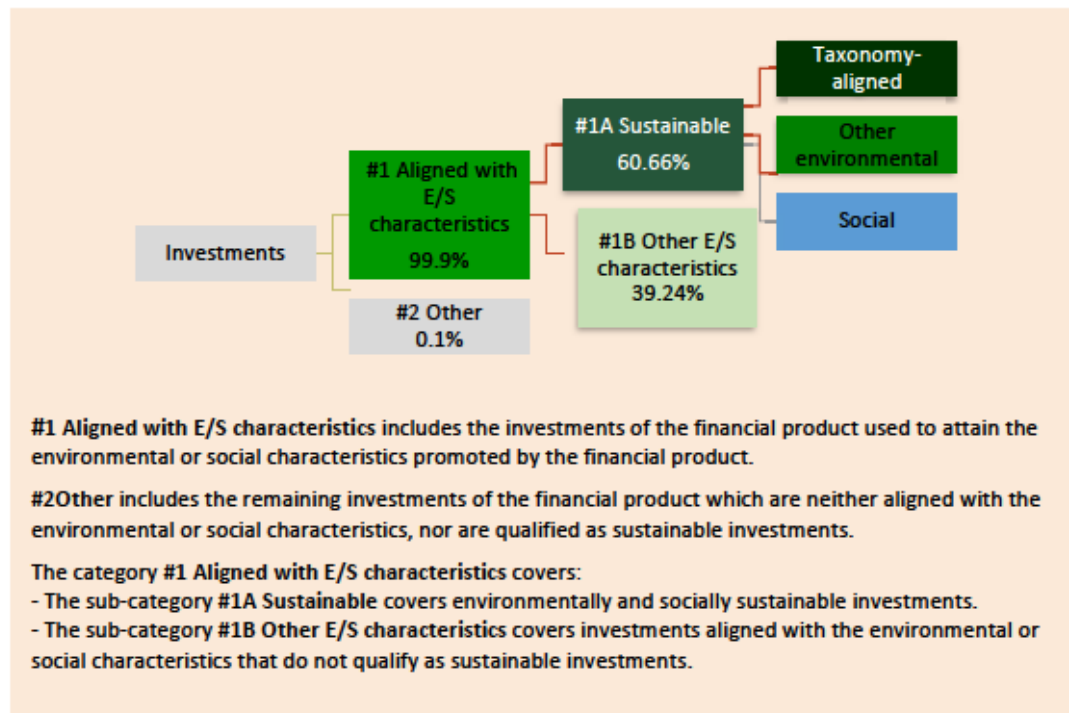 Taxonomy-
aligned
#1A Sustainable
60.66%
Other
environmental
#1 Aligned with
E/S
characteristics
99.9%
Social
Investments
#1B Other E/S
characteristics
39.24%
#2 Other
0.1%
#1 Aligned with E/S characteristics includes the investments of the financial product used to attain the
environmental or social characteristics promoted by the financial product.
#2Other includes the remaining investments of the financial product which are neither aligned with the
environmental or social characteristics, nor are qualified as sustainable investments.
The category #1 Aligned with E/S characteristics covers:
- The sub-category #1A Sustainable covers environmentally and socially sustainable investments.
- The sub-category #1B Other E/S characteristics covers investments aligned with the environmental or
social characteristics that do not qualify as sustainable investments.